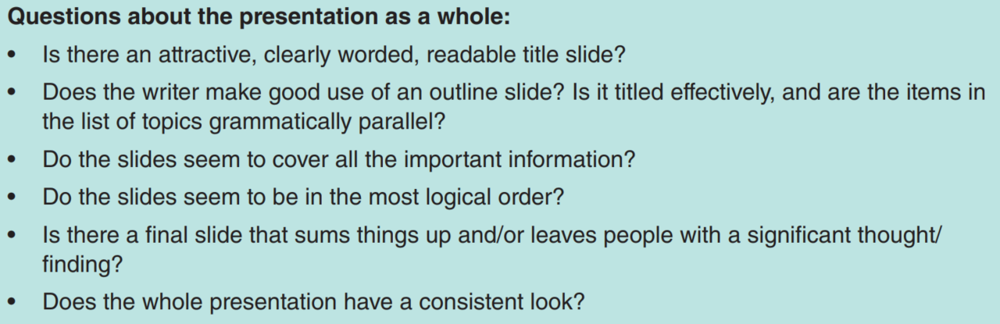 Questions about the presentation as a whole:
• Is there an attractive, clearly worded, readable title slide?
• Does the writer make good use of an outline slide? Is it titled effectively, and are the items in
the list of topics grammatically parallel?
• Do the slides seem to cover all the important information?
• Do the slides seem to be in the most logical order?
• Is there a final slide that sums things up and/or leaves people with a significant thought/
finding?
• Does the whole presentation have a consistent look?